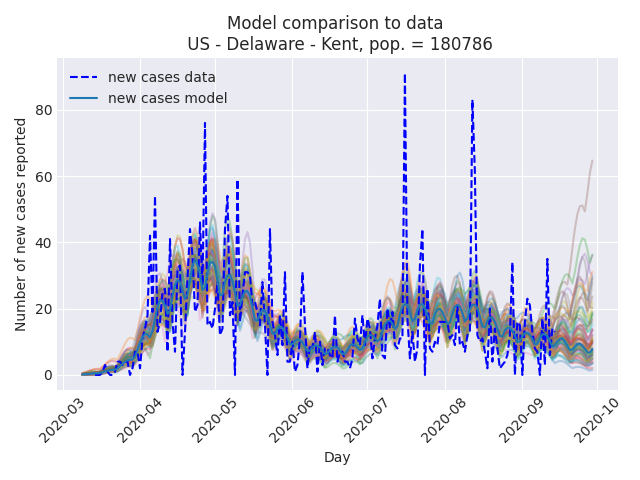 Model comparison to data
US - Delaware - Kent, pop. = 180786
new cases data
new cases model
Number of new cases reported
80
60
40
20
0
2020-03
2020-04
2020-05
2020-06
2020-07
2020-08
2020-09
2020-10
Day